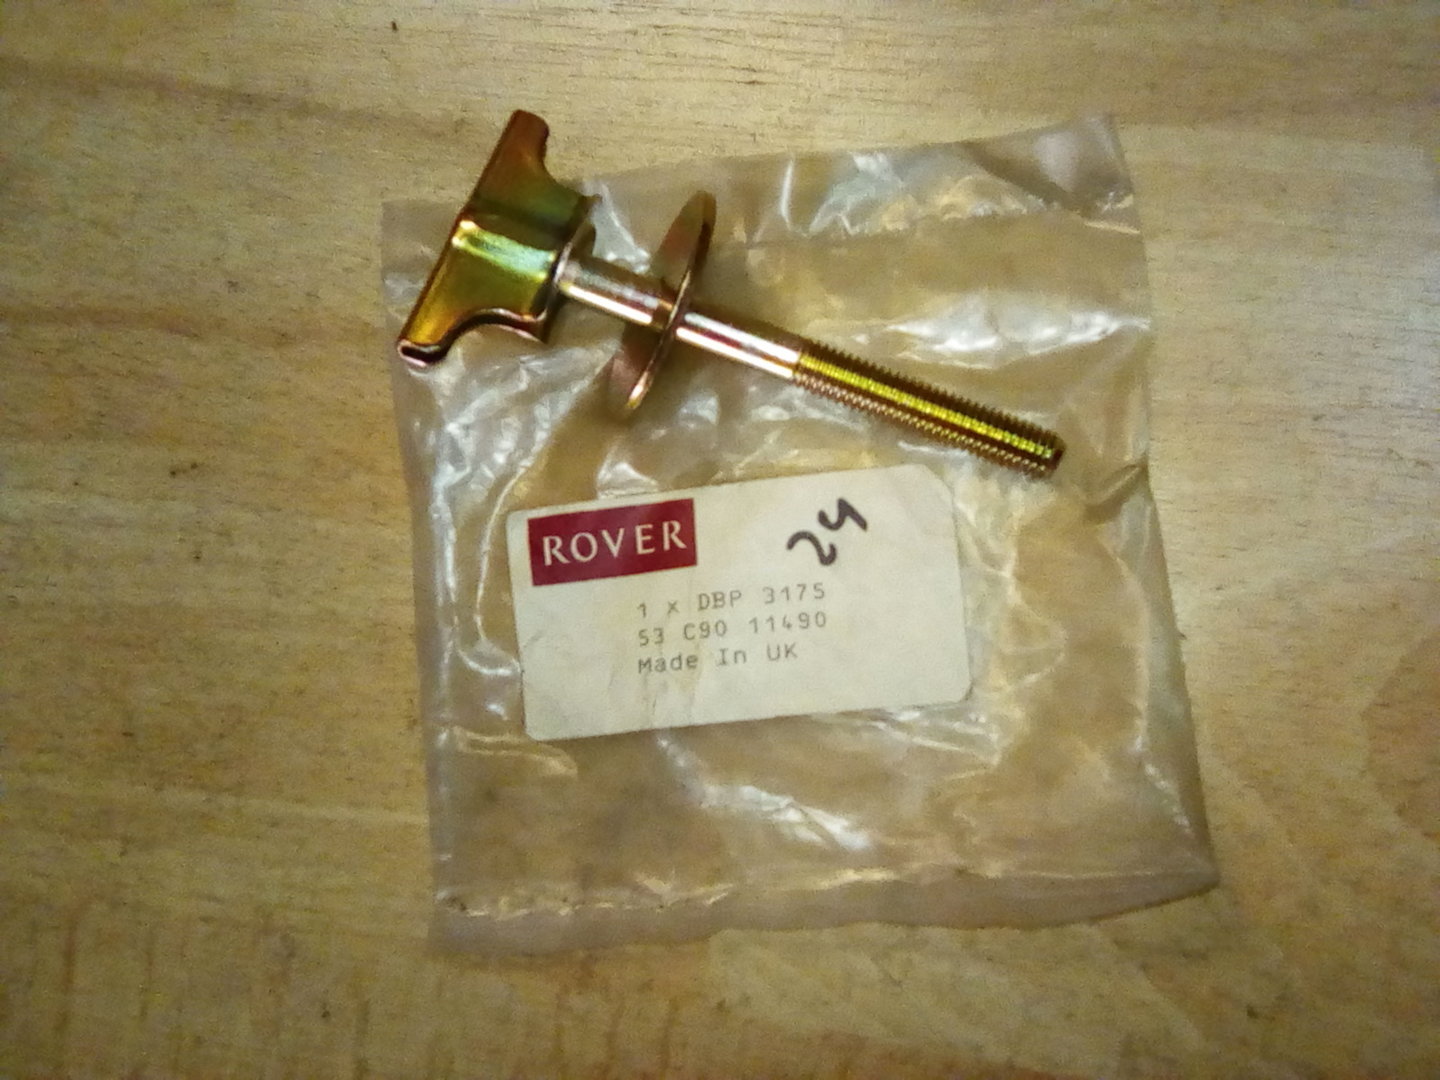 ROVER
24
1 x DBP 3175
53 C90 11490
Made In UK